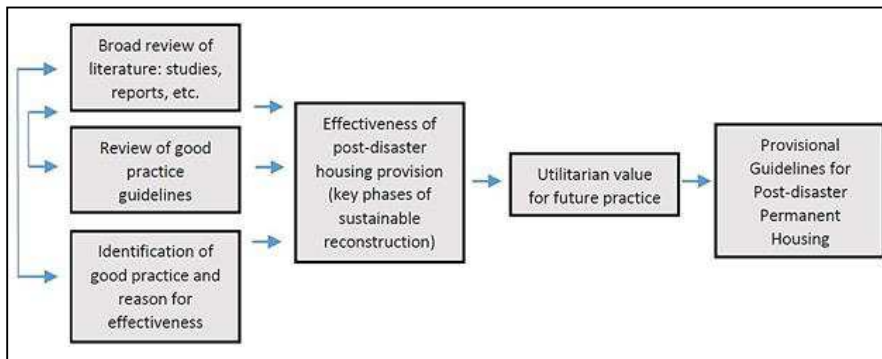 Broad review of
literature: studies,
reports, etc.
Review of good
practice
guidelines
Identification of
good practice and
reason for
effectiveness
Effectiveness of
post-disaster
housing provision
(key phases of
sustainable
reconstruction)
Utilitarian value
for future practice
Provisional
Guidelines for
Post-disaster
Permanent
Housing